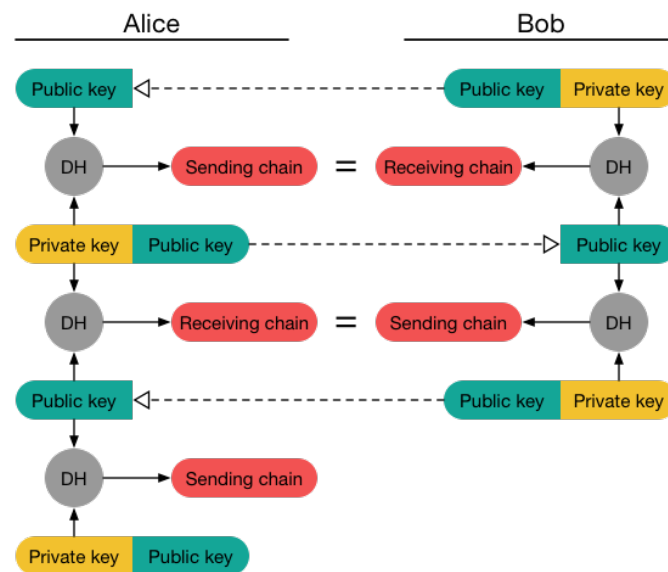 Alice Bob
Public key Public key Private key
DH Sending chain = Receiving chain DH
Private key Public key Public key
DH Receiving chain = Sending chain DH
Public key Public key Private key
DH Sending chain
Private key Public key